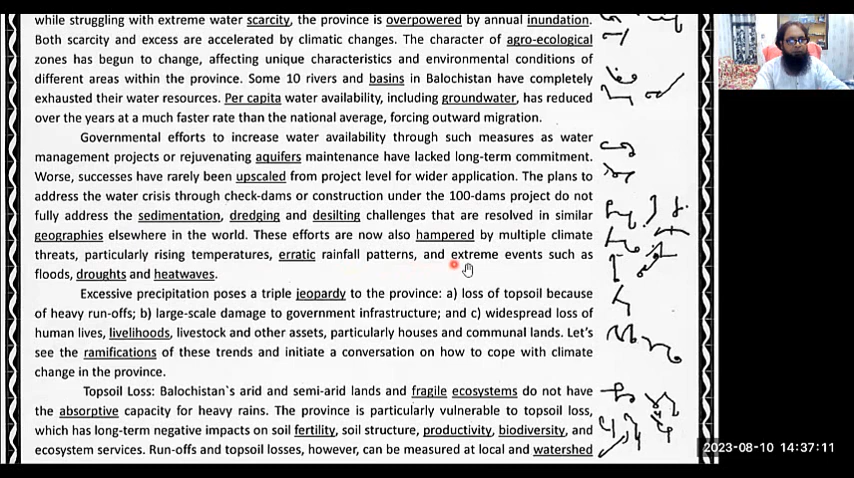 while struggling with extreme water scarcity, the province is overpowered by annual inundation.
Both scarcity and excess are accelerated by climatic changes. The character of agro-ecological
zones has begun to change, affecting unique characteristics and environmental conditions of
different areas within the province. Some 10 rivers and basins in Balochistan have completely
exhausted their water resources. Per capita water availability, including groundwater, has reduced
over the years at a much faster rate than the national average, forcing outward migration.
Governmental efforts to increase water availability through such measures as water
management projects or rejuvenating aquifers maintenance have lacked long-term commitment.
Worse, successes have rarely been upscaled from project level for wider application. The plans to
address the water crisis through check-dams or construction under the 100-dams project do not
fully address the sedimentation, dredging and desilting challenges that are resolved in similar
geographies elsewhere in the world. These efforts are now also hampered by multiple climate
threats, particularly rising temperatures, erratic rainfall patterns, and extreme events such as
floods, droughts and heatwaves.
Excessive precipitation poses a triple jeopardy to the province: a) loss of topsoil because
of heavy run-offs; b) large-scale damage to government infrastructure; and c) widespread loss of
human lives, livelihoods, livestock and other assets, particularly houses and communal lands. Let's
see the ramifications of these trends and initiate a conversation on how to cope with climate
change in the province.
Topsoil Loss: Balochistan`s arid and semi-arid lands and fragile ecosystems do not have
the absorptive capacity for heavy rains. The province is particularly vulnerable to topsoil loss,
which has long-term negative impacts on soil fertility, soil structure, productivity, biodiversity, and
ecosystem services. Run-offs and topsoil losses, however, can be measured at local and watershed
2023-08-10 14:37:11